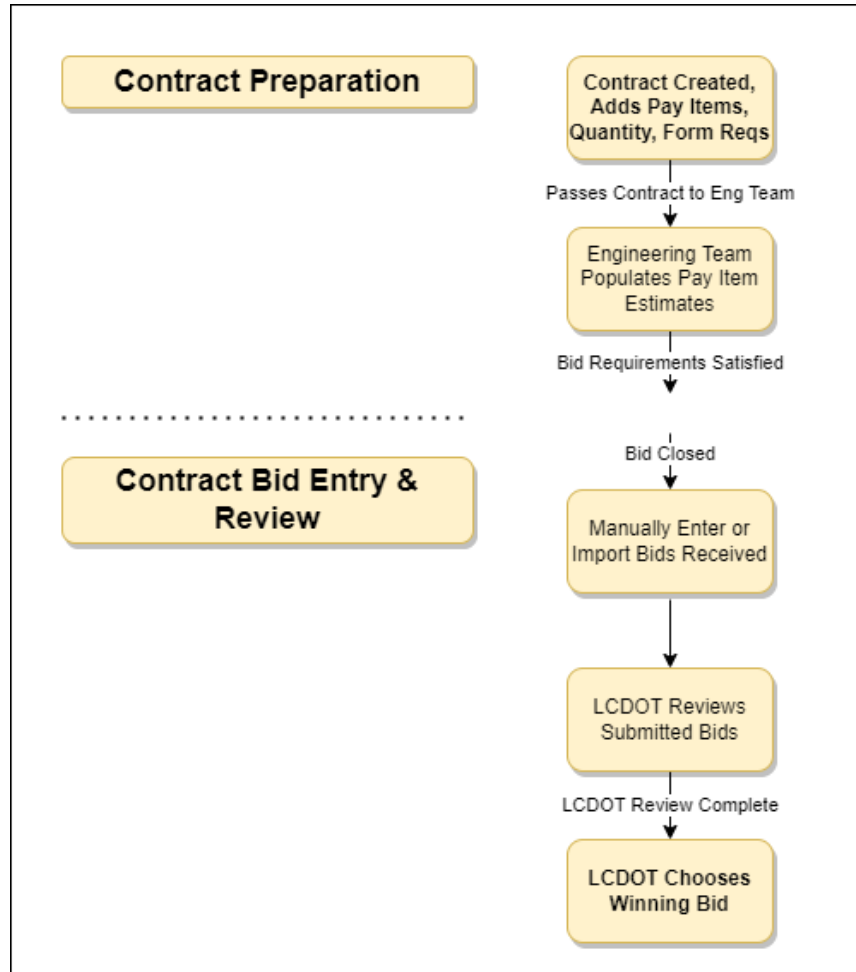 Contract Preparation
Contract Created,
Adds Pay Items,
Quantity, Form Reqs
Passes Contract to Eng Team
Engineering Team
Populates Pay Item
Estimates
Bid Requirements Satisfied
Contract Bid Entry &
Review
Bid Closed
Manually Enter or
Import Bids Received
LCDOT Reviews
Submitted Bids
LCDOT Review Complete
LCDOT Chooses
Winning Bid